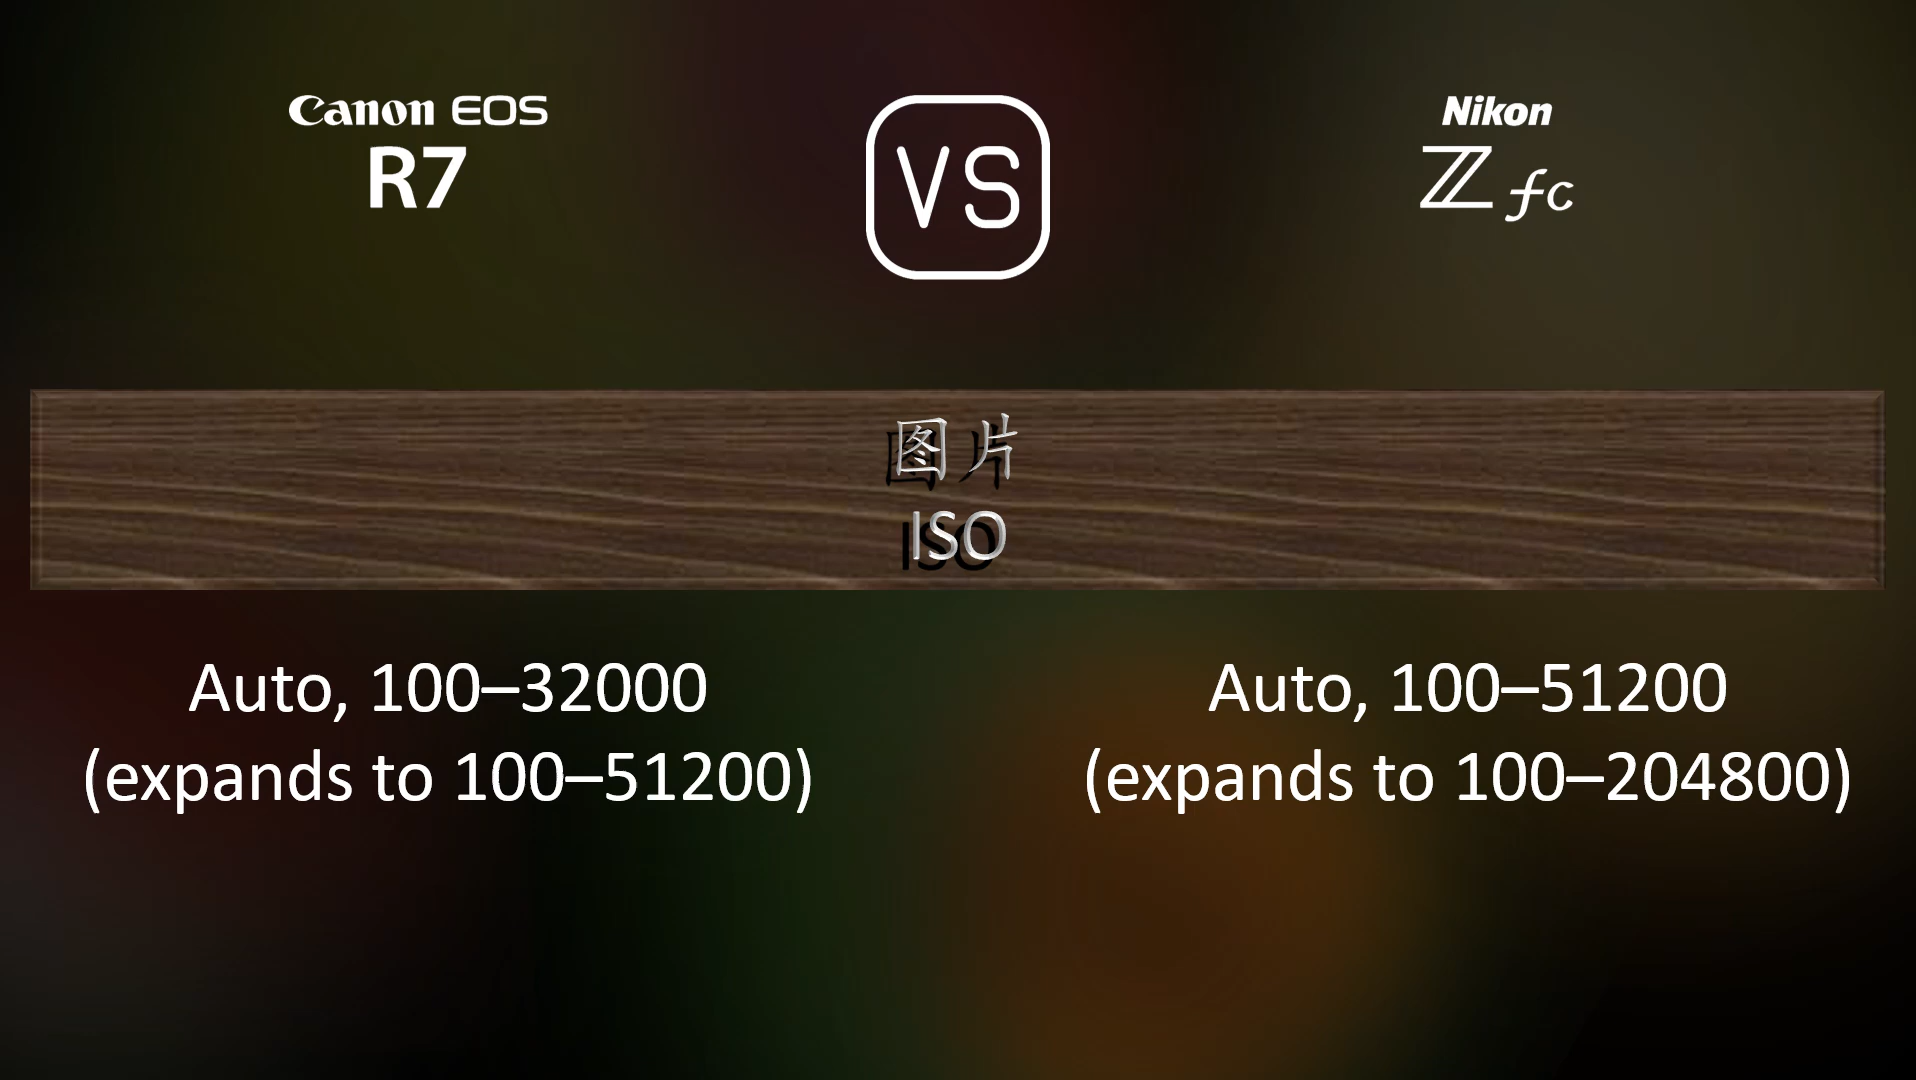 Canon EOS
R7
VS
Nikon
Z fc
图片
ISO
Auto, 100–32000
(expands to 100–51200)
Auto, 100–51200
(expands to 100–204800)